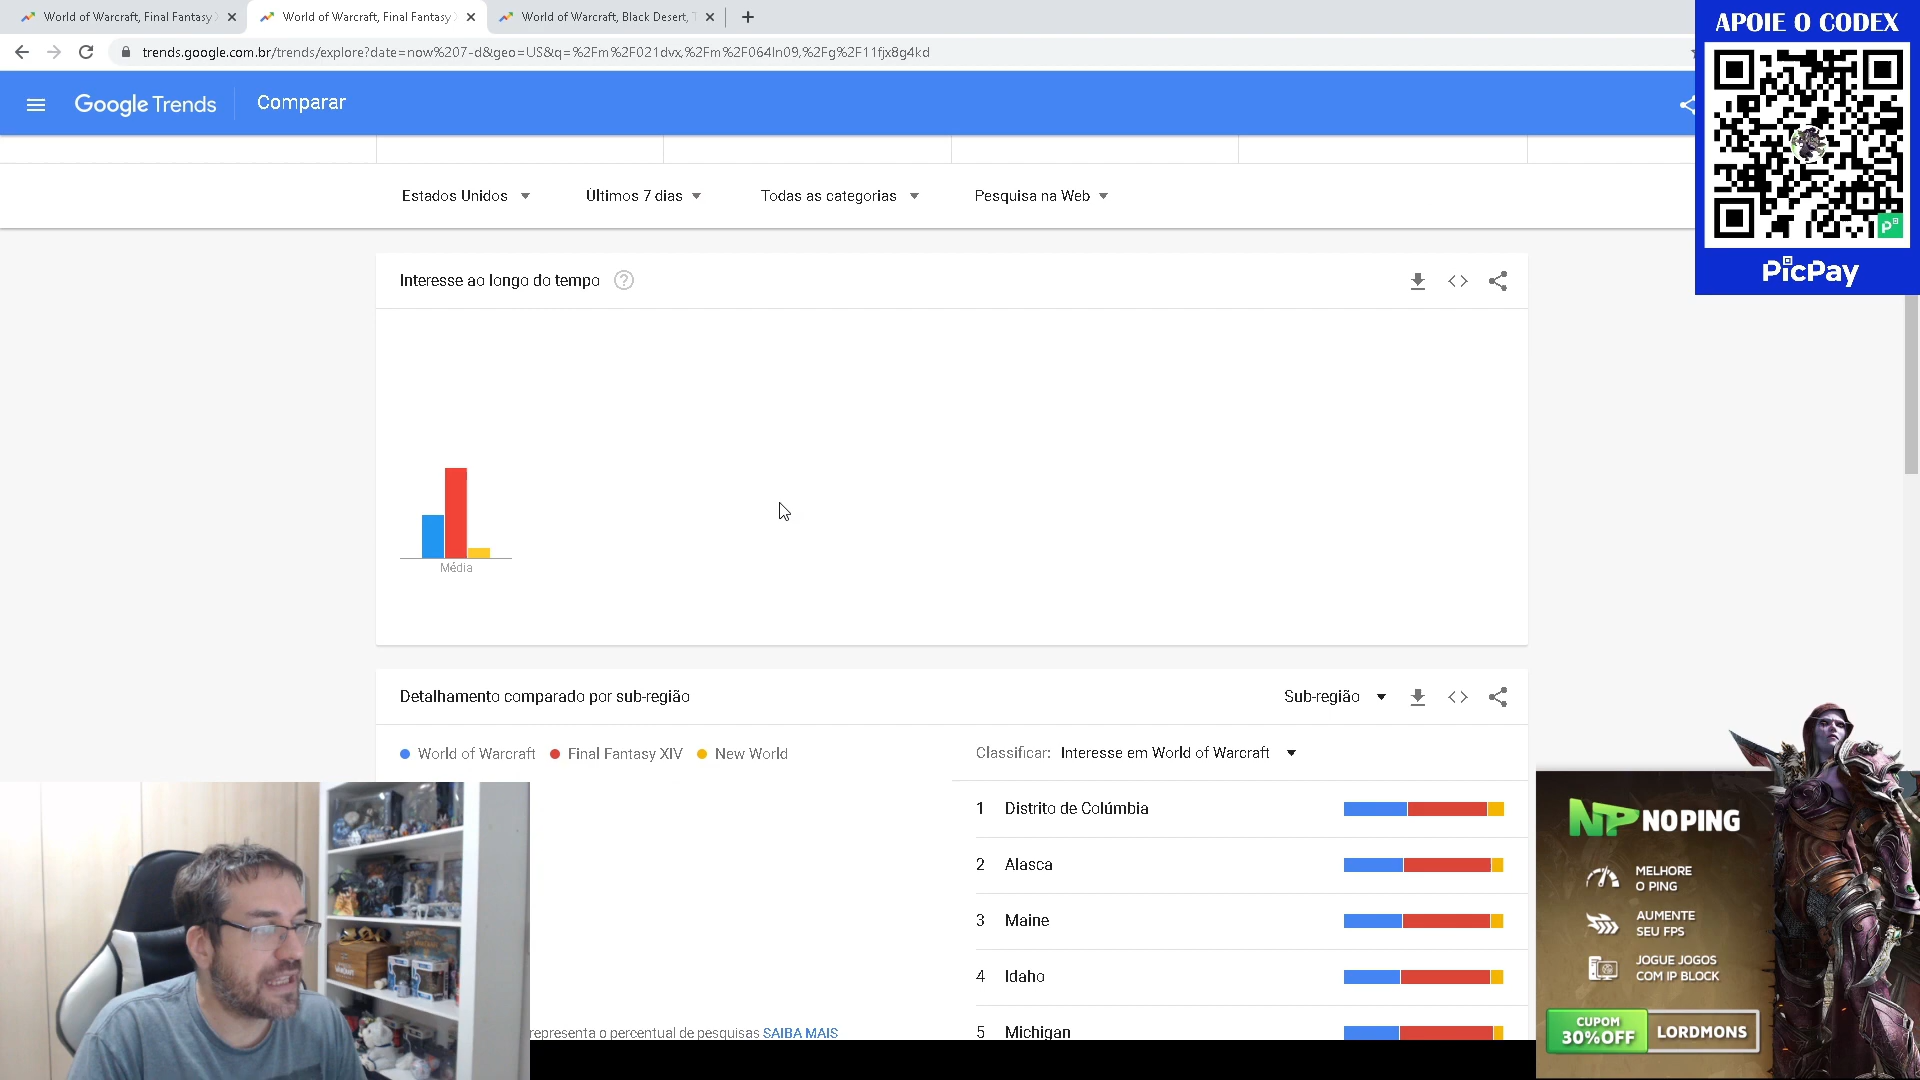 World of Warcraft, Final Fantasy
World of Warcraft, Final Fantasy
World of Warcraft, Black Desert,
trends.google.com.br/trends/explore?date=now%207-d&geo=US&q=%2Fm%2F021dvx,%2Fm%2F064ln09,%2Fg%2F11fjx8g4kd
Google Trends
Comparar
Estados Unidos
Últimos 7 dias
Todas as categorias
Pesquisa na Web
Interesse ao longo do tempo
Média
Detalhamento comparado por sub-região
Sub-região
World of Warcraft
Final Fantasy XIV
New World
Classificar: Interesse em World of Warcraft
1 Distrito de Colúmbia
2 Alasca
3 Maine
4 Idaho
5 Michigan
representa o percentual de pesquisas SAIBA MAIS
APOIE O CODEX
PicPay
NP NOPING
MELHORE
O PING
AUMENTE
SEU FPS
JOGUE JOGOS
COM IP BLOCK
CUPOM
30%OFF
LORDMONS